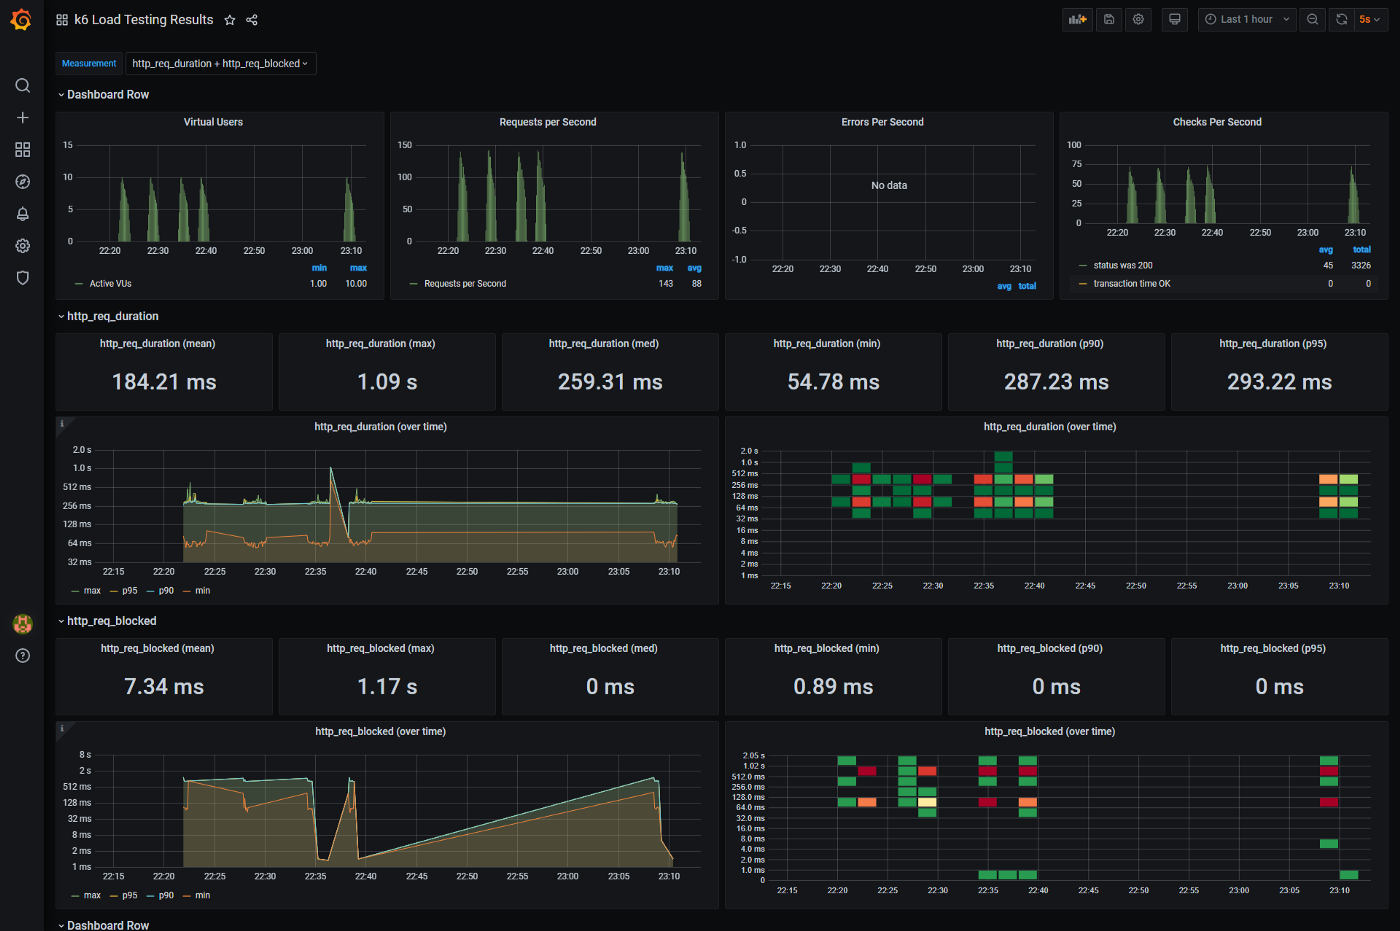 k6 Load Testing Results
Last 1 hour
5s
Measurement http_req_duration + http_req_blocked
Dashboard Row
Virtual Users
15
10
5
0
22:20 22:30 22:40 22:50 23:00 23:10
min max
Active VUs 1.00 10.00
Requests per Second
150
100
50
0
22:20 22:30 22:40 22:50 23:00 23:10
max avg
Requests per Second 143 88
Errors Per Second
1.0
0.5
0
-0.5
-1.0
No data
22:20 22:30 22:40 22:50 23:00 23:10
avg total
Checks Per Second
100
75
50
25
0
22:20 22:30 22:40 22:50 23:00 23:10
avg total
status was 200 45 3326
transaction time OK 0 0
http_req_duration
http_req_duration (mean)
184.21 ms
http_req_duration (max)
1.09 s
http_req_duration (med)
259.31 ms
http_req_duration (min)
54.78 ms
http_req_duration (p90)
287.23 ms
http_req_duration (p95)
293.22 ms
http_req_duration (over time)
2.0 s
1.0 s
512 ms
256 ms
128 ms
64 ms
32 ms
22:15 22:20 22:25 22:30 22:35 22:40 22:45 22:50 22:55 23:00 23:05 23:10
max p95 p90 min
http_req_duration (over time)
2.0 s
1.0 s
512 ms
256 ms
128 ms
64 ms
32 ms
16 ms
8 ms
4 ms
2 ms
1 ms
22:15 22:20 22:25 22:30 22:35 22:40 22:45 22:50 22:55 23:00 23:05 23:10
http_req_blocked
http_req_blocked (mean)
7.34 ms
http_req_blocked (max)
1.17 s
http_req_blocked (med)
0 ms
http_req_blocked (min)
0.89 ms
http_req_blocked (p90)
0 ms
http_req_blocked (p95)
0 ms
http_req_blocked (over time)
8 s
2 s
512 ms
128 ms
32 ms
8 ms
2 ms
1 ms
22:15 22:20 22:25 22:30 22:35 22:40 22:45 22:50 22:55 23:00 23:05 23:10
max p95 p90 min
http_req_blocked (over time)
2.05 s
1.02 s
512.0 ms
256.0 ms
128.0 ms
64.0 ms
32.0 ms
16.0 ms
8.0 ms
4.0 ms
2.0 ms
1.0 ms
0
22:15 22:20 22:25 22:30 22:35 22:40 22:45 22:50 22:55 23:00 23:05 23:10
Dashboard Row